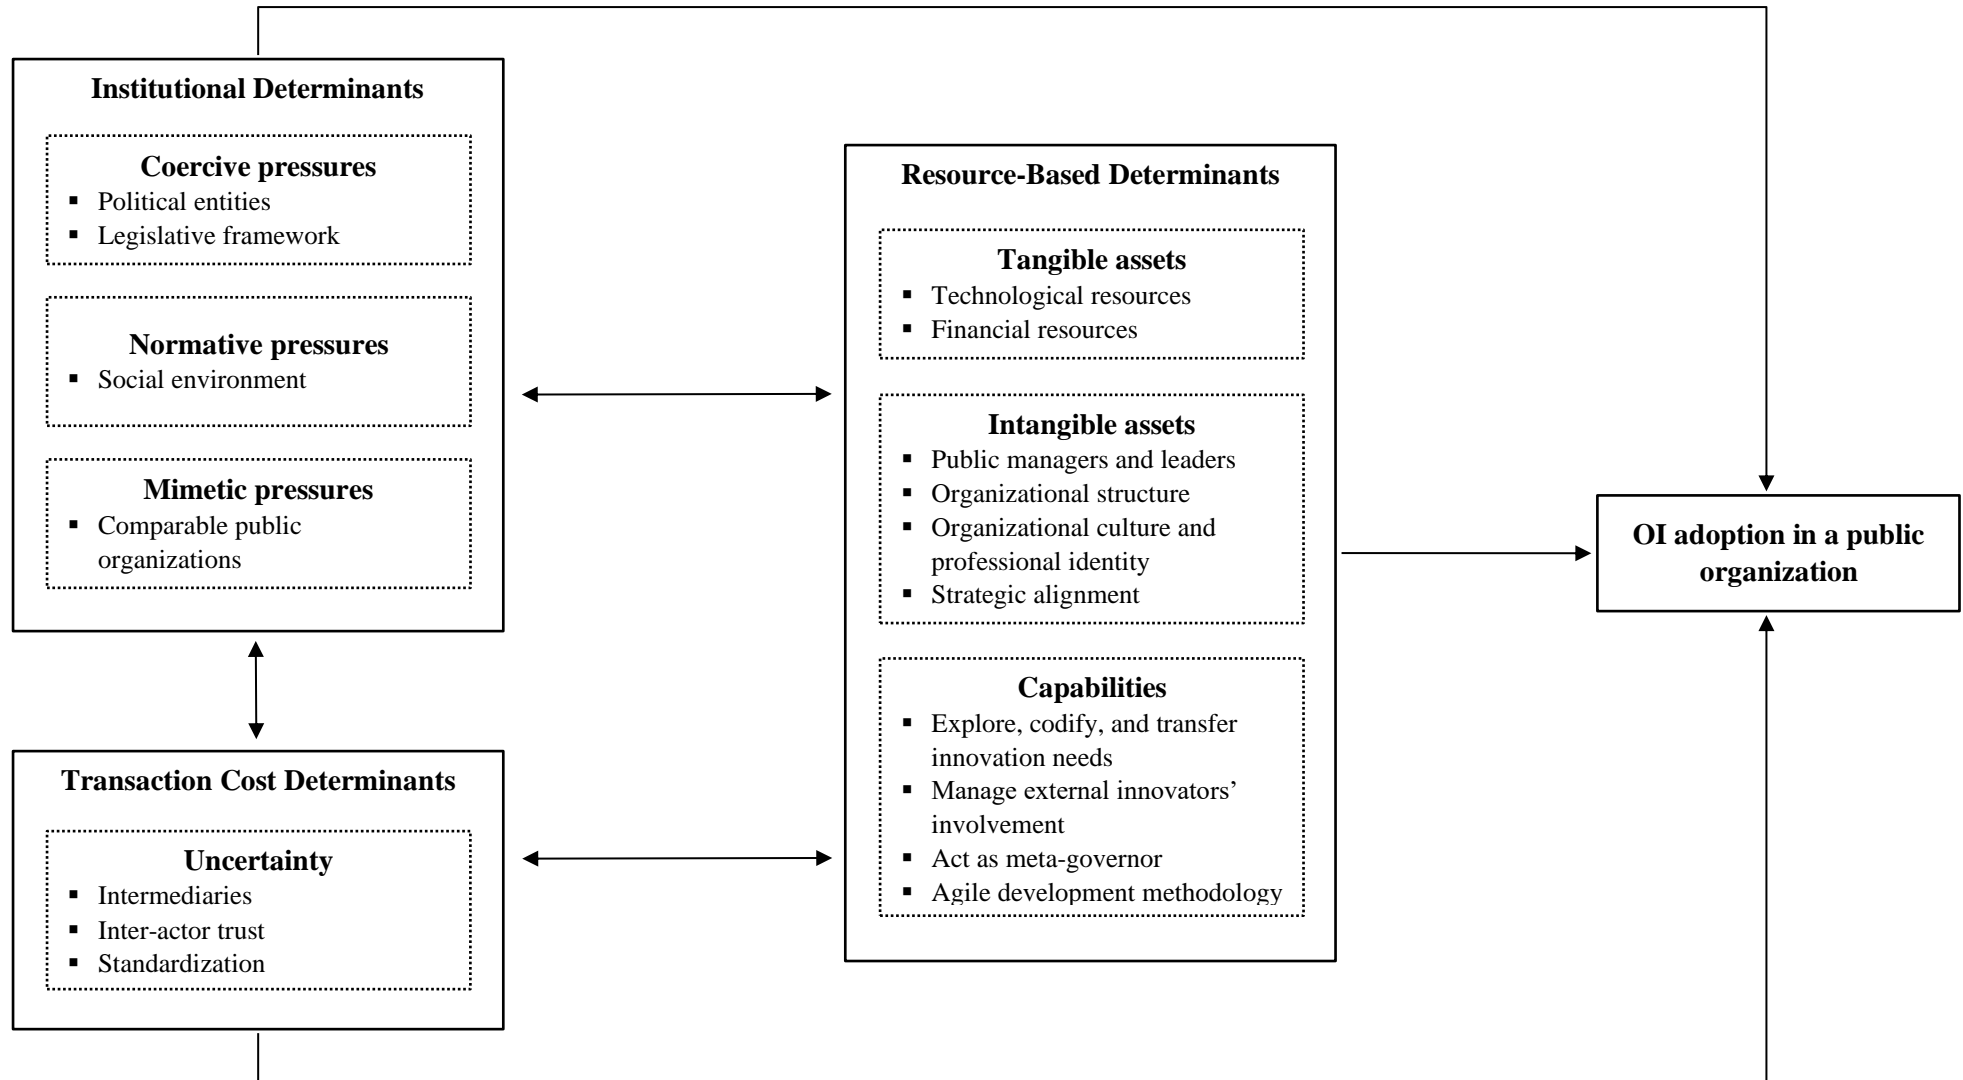 Institutional Determinants
Coercive pressures
▪ Political entities
▪ Legislative framework
Normative pressures
▪ Social environment
Mimetic pressures
▪ Comparable public
organizations
Transaction Cost Determinants
Uncertainty
▪ Intermediaries
▪ Inter-actor trust
▪ Standardization
Resource-Based Determinants
Tangible assets
▪ Technological resources
▪ Financial resources
Intangible assets
▪ Public managers and leaders
▪ Organizational structure
▪ Organizational culture and
professional identity
▪ Strategic alignment
Capabilities
▪ Explore, codify, and transfer
innovation needs
▪ Manage external innovators’
involvement
▪ Act as meta-governor
▪ Agile development methodology
OI adoption in a public
organization